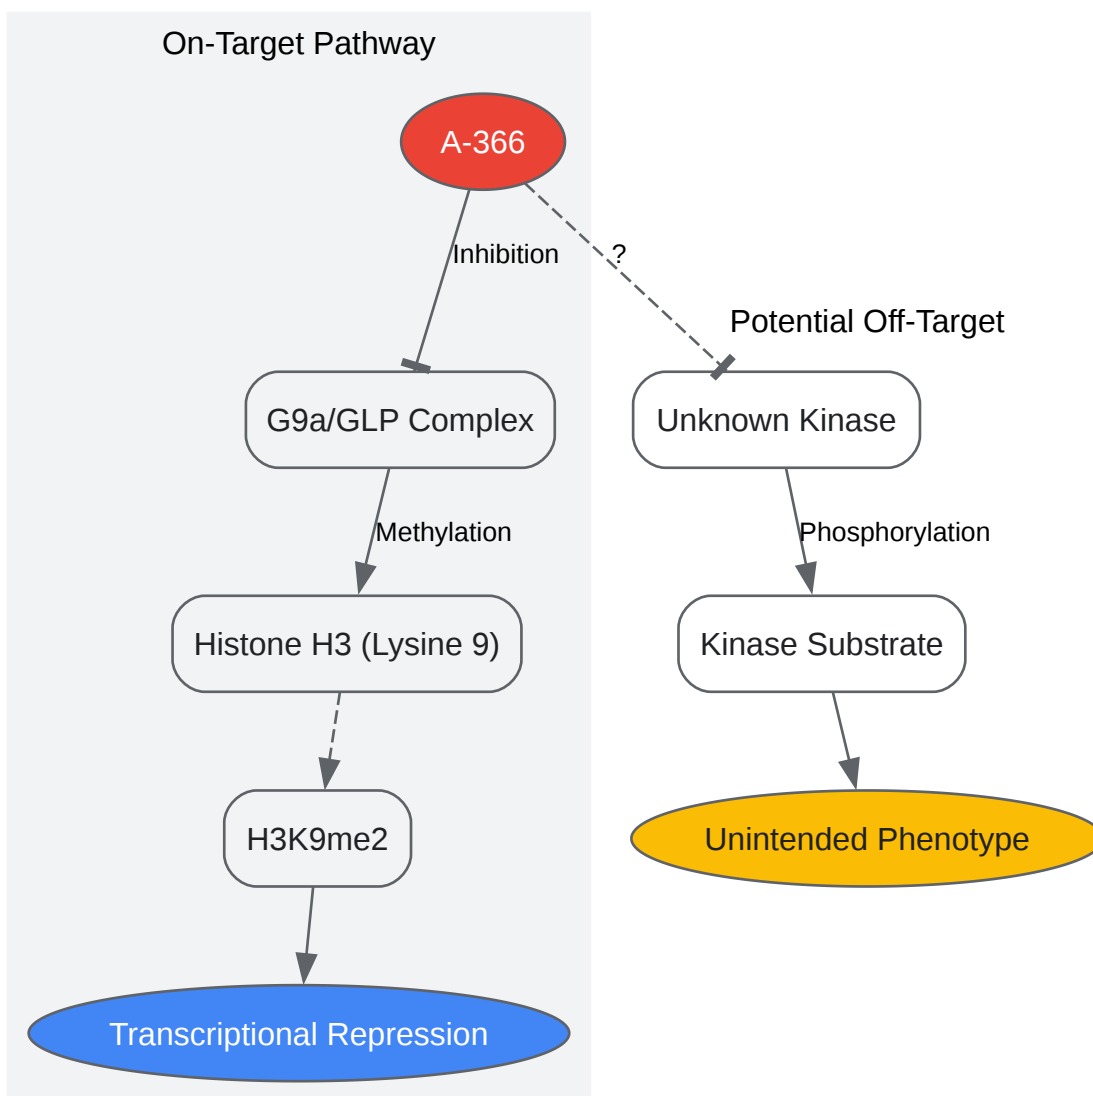 On-Target Pathway
A-366
Inhibition
?
Potential Off-Target
G9a/GLP Complex
Unknown Kinase
Methylation
Phosphorylation
Histone H3 (Lysine 9)
Kinase Substrate
H3K9me2
Unintended Phenotype
Transcriptional Repression